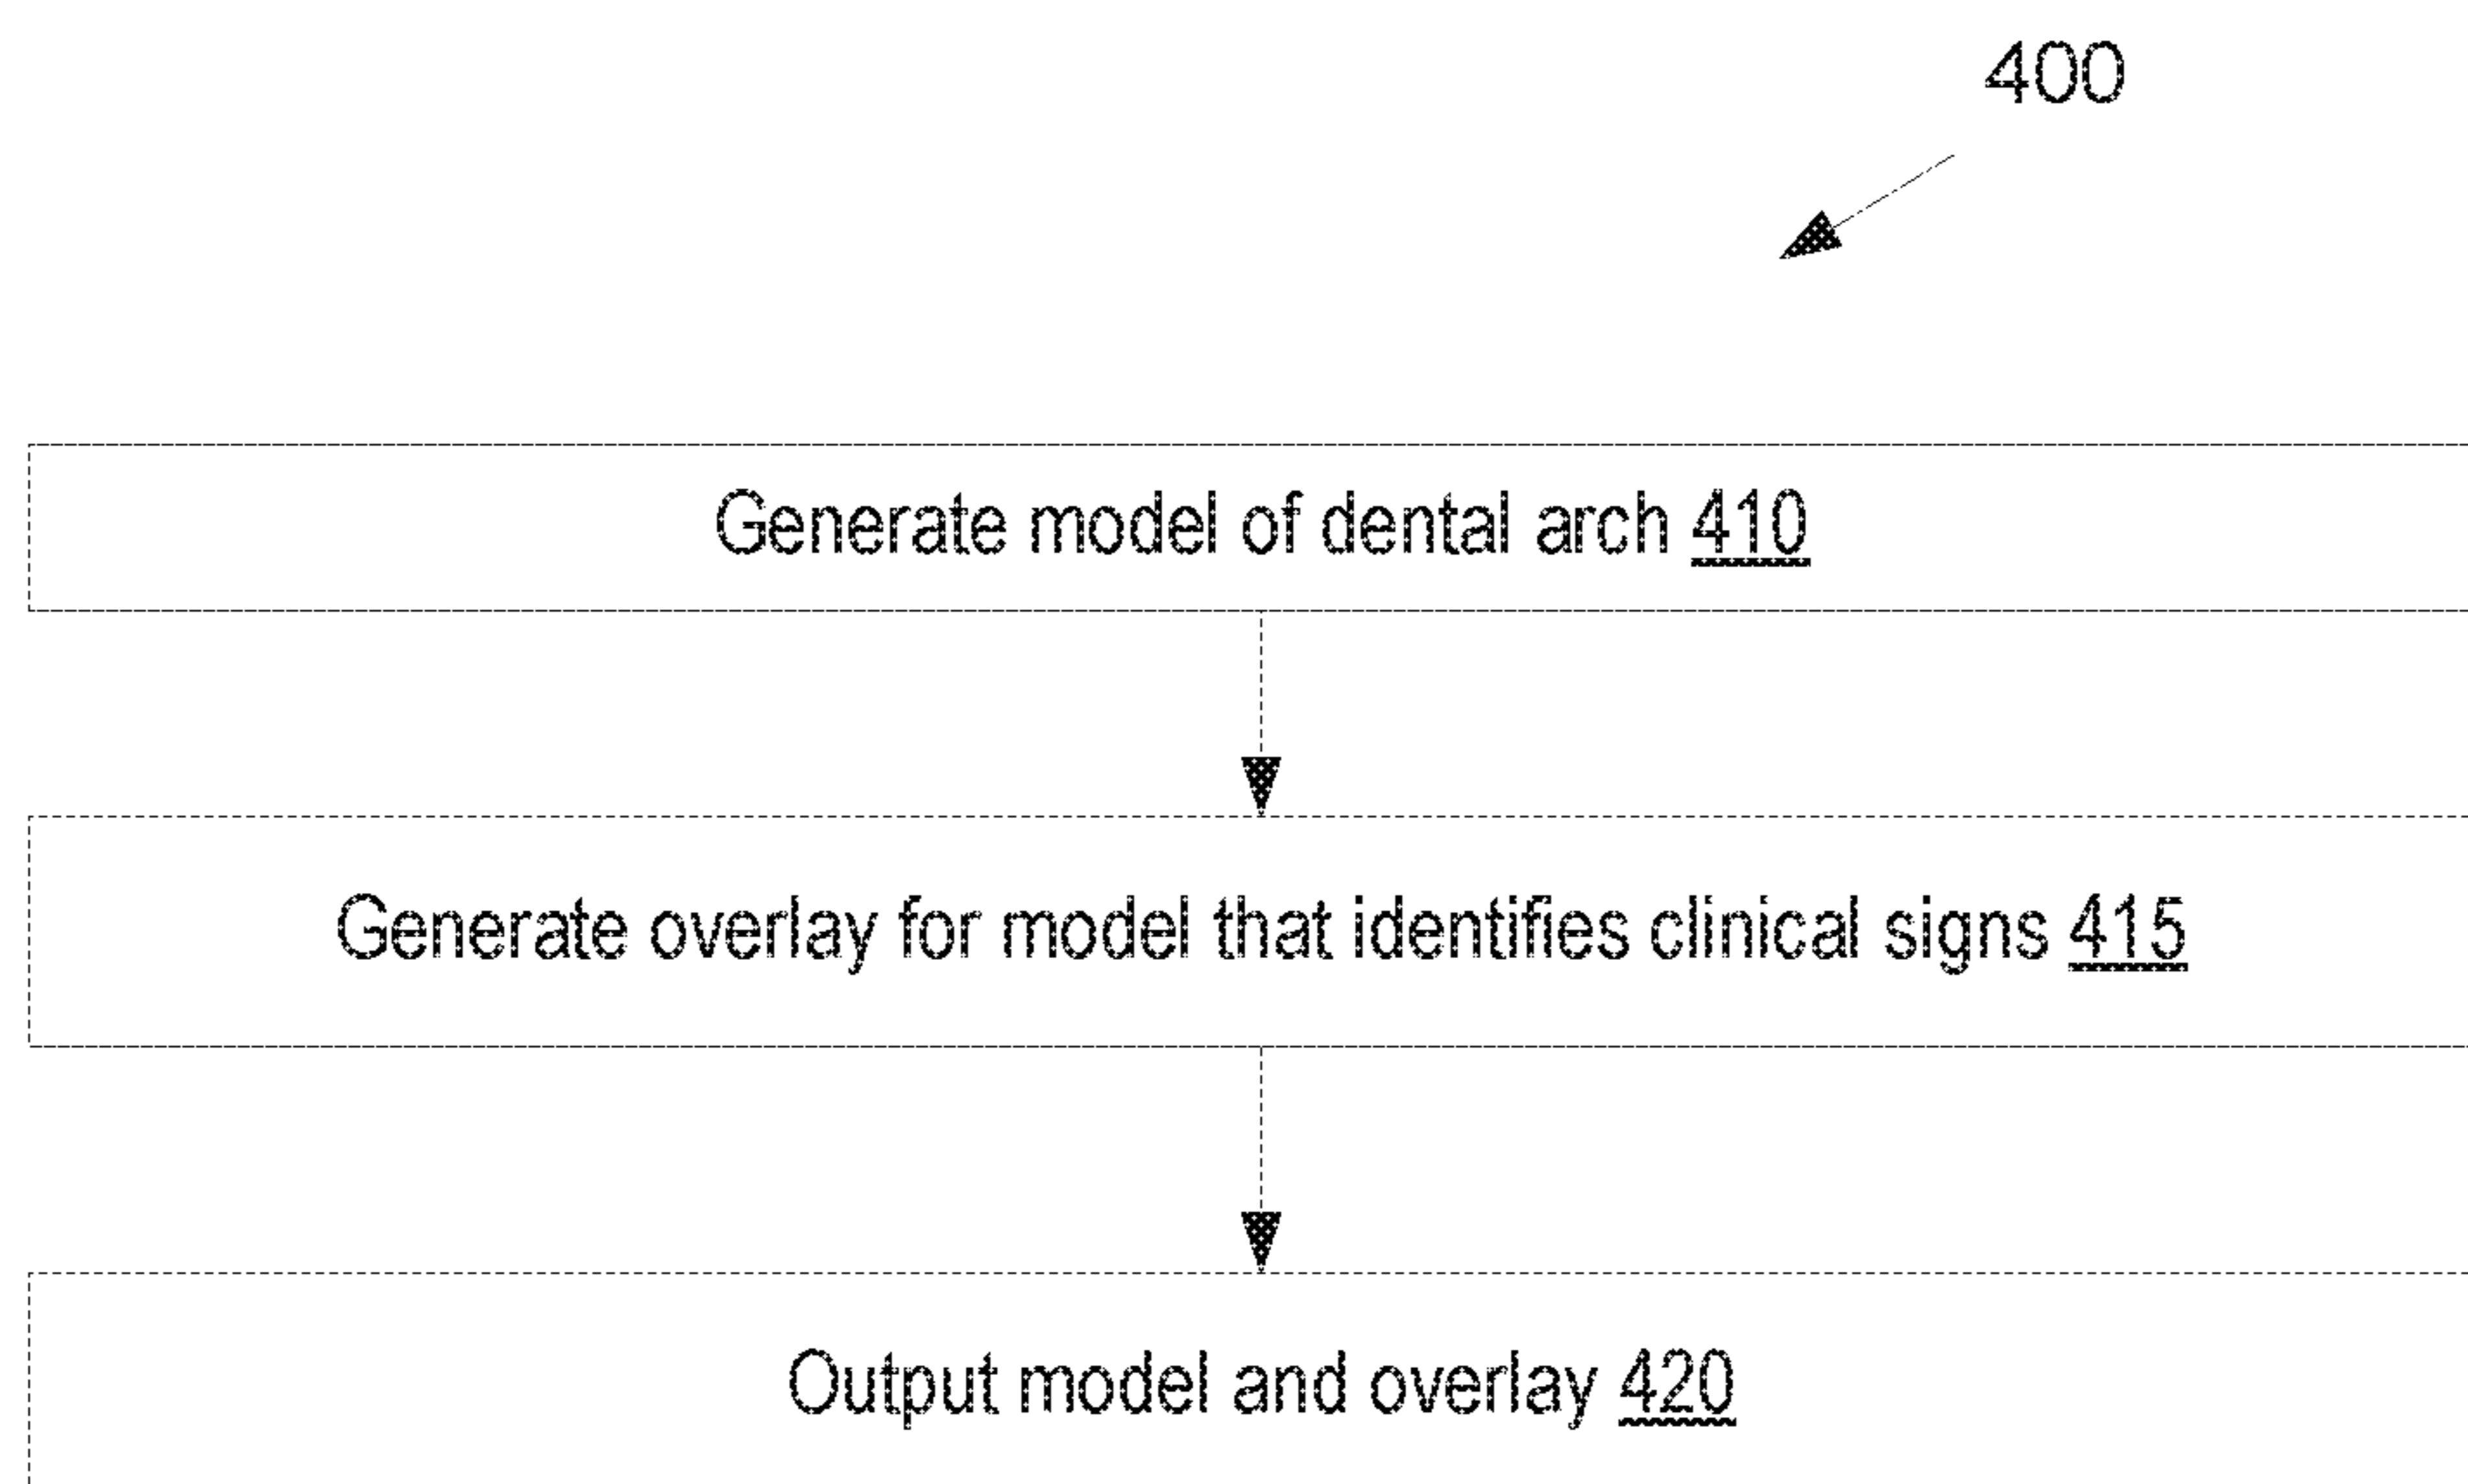 400
Generate model of dental arch 410
Generate overlay for model that identifies clinical signs 415
Output model and overlay 420